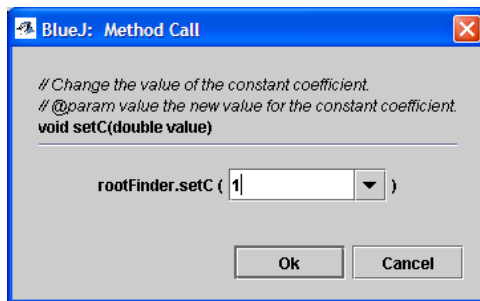 BlueJ: Method Call
// Change the value of the constant coefficient.
// @param value the new value for the constant coefficient.
void setC(double value)
rootFinder.setC ( 1 )
Ok Cancel